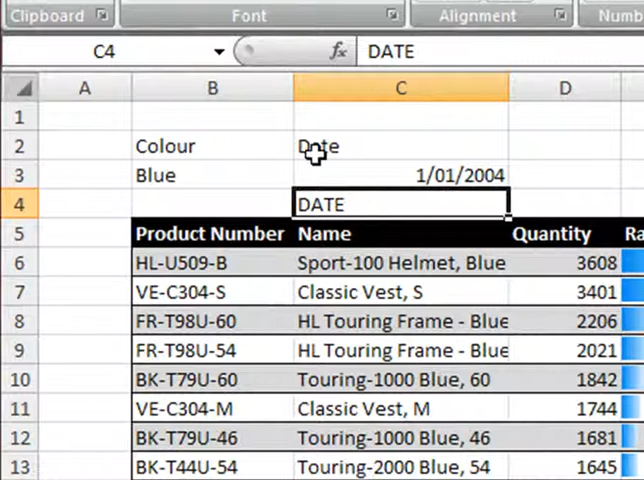 Clipboard Font Alignment Numb
C4 fx DATE
A B C D
1
2 Colour Date
3 Blue 1/01/2004
4 DATE
5 Product Number Name Quantity Ra
6 HL-U509-B Sport-100 Helmet, Blue 3608
7 VE-C304-S Classic Vest, S 3401
8 FR-T98U-60 HL Touring Frame - Blue 2206
9 FR-T98U-54 HL Touring Frame - Blue 2021
10 BK-T79U-60 Touring-1000 Blue, 60 1842
11 VE-C304-M Classic Vest, M 1744
12 BK-T79U-46 Touring-1000 Blue, 46 1681
13 BK-T44U-54 Touring-2000 Blue, 54 1645